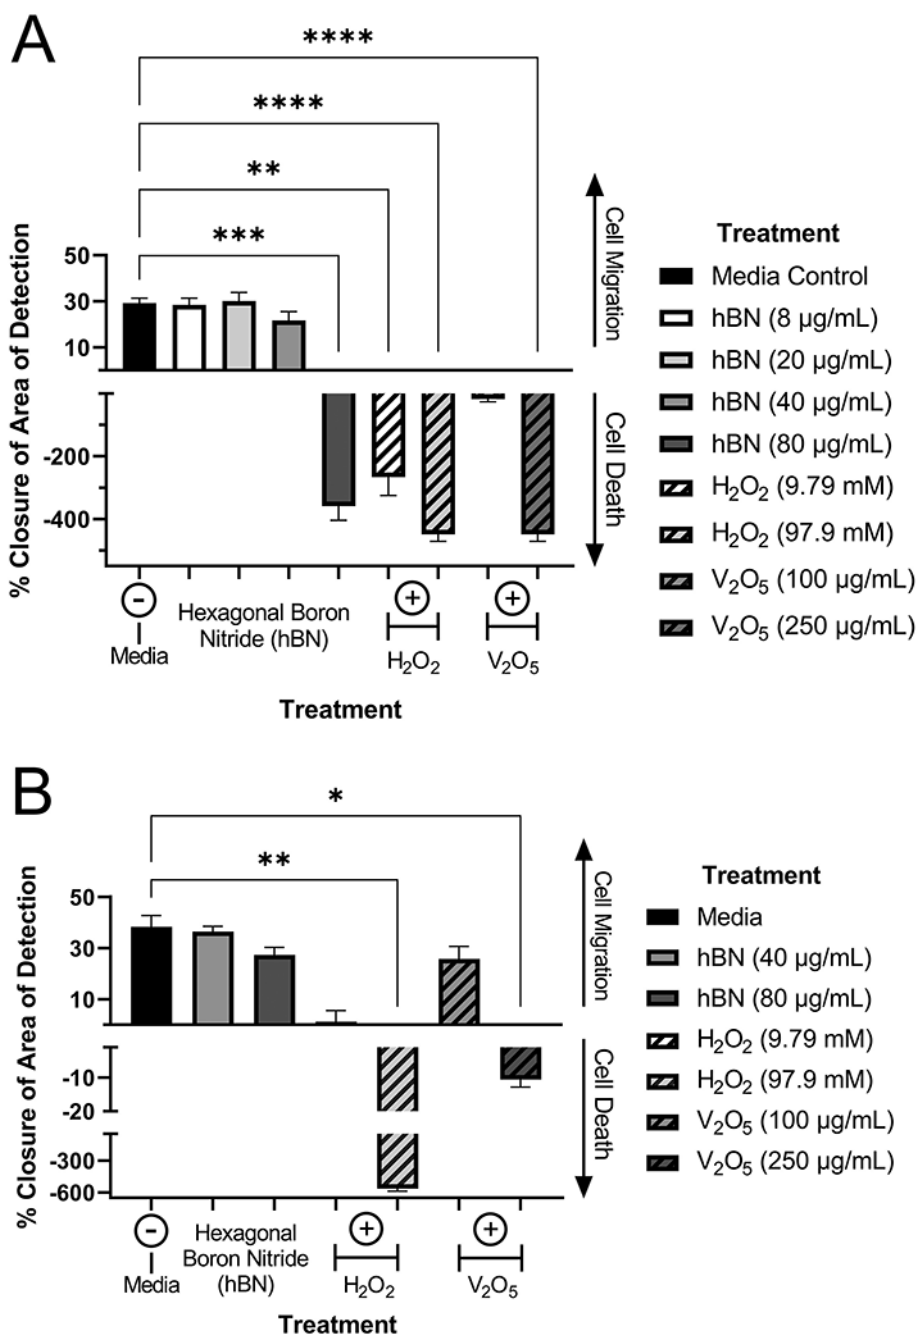 A
****
****
**
***
% Closure of Area of Detection
50
30
10
-200
-400
Cell Migration
Cell Death
-
Media
Hexagonal Boron
Nitride (hBN)
+
H₂O₂
+
V₂O₅
Treatment
Treatment
Media Control
hBN (8 µg/mL)
hBN (20 µg/mL)
hBN (40 µg/mL)
hBN (80 µg/mL)
H₂O₂ (9.79 mM)
H₂O₂ (97.9 mM)
V₂O₅ (100 µg/mL)
V₂O₅ (250 µg/mL)
B
*
**
% Closure of Area of Detection
50
30
10
-10
-20
-300
-600
Cell Migration
Cell Death
-
Media
Hexagonal
Boron Nitride
(hBN)
+
H₂O₂
+
V₂O₅
Treatment
Treatment
Media
hBN (40 µg/mL)
hBN (80 µg/mL)
H₂O₂ (9.79 mM)
H₂O₂ (97.9 mM)
V₂O₅ (100 µg/mL)
V₂O₅ (250 µg/mL)